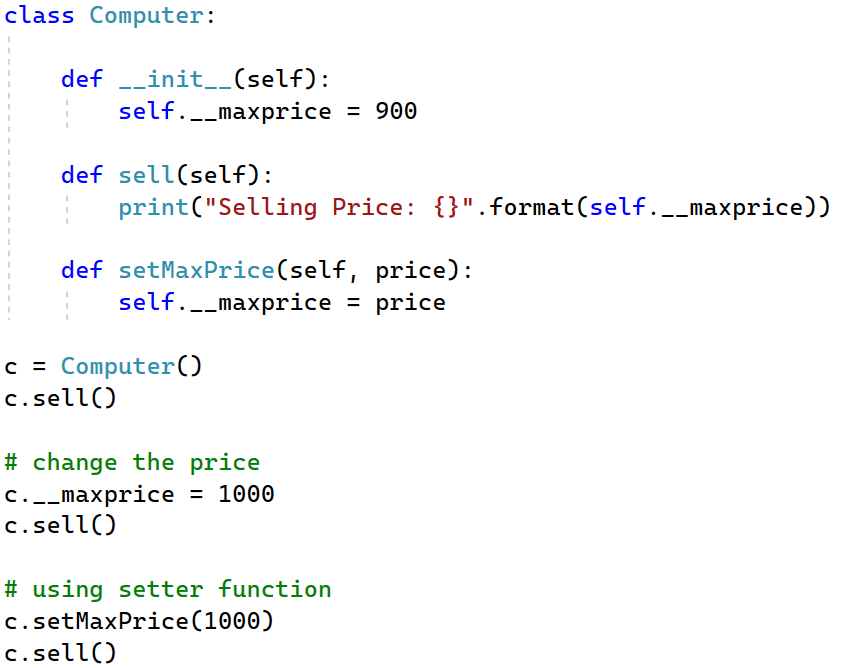 class Computer:
    def __init__(self):
        self.__maxprice = 900
    def sell(self):
        print("Selling Price: {}".format(self.__maxprice))
    def setMaxPrice(self, price):
        self.__maxprice = price
c = Computer()
c.sell()
# change the price
c.__maxprice = 1000
c.sell()
# using setter function
c.setMaxPrice(1000)
c.sell()